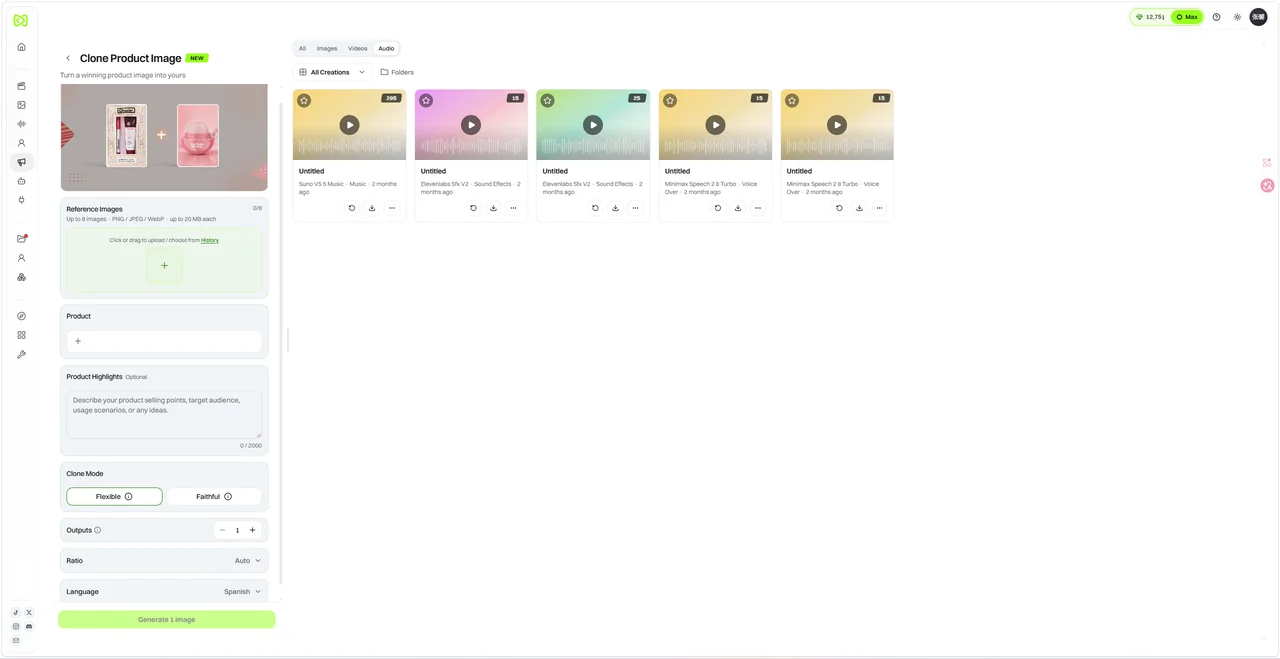 12,751
Max
张馨
Clone Product Image NEW
Turn a winning product image into yours
Reference Images
0/8
Up to 8 images · PNG / JPEG / WebP · up to 20 MB each
Click or drag to upload / choose from History
Product
Product Highlights Optional
Describe your product selling points, target audience,
usage scenarios, or any ideas.
0 / 2000
Clone Mode
Flexible
Faithful
Outputs
1
Ratio
Auto
Language
Spanish
Generate 1 image
All
Images
Videos
Audio
All Creations
Folders
29S
Untitled
Suno V5 5 Music · Music · 2 months
ago
1S
Untitled
Elevenlabs Sfx V2 · Sound Effects · 2
months ago
2S
Untitled
Elevenlabs Sfx V2 · Sound Effects · 2
months ago
1S
Untitled
Minimax Speech 2 8 Turbo · Voice
Over · 2 months ago
1S
Untitled
Minimax Speech 2 8 Turbo · Voice
Over · 2 months ago